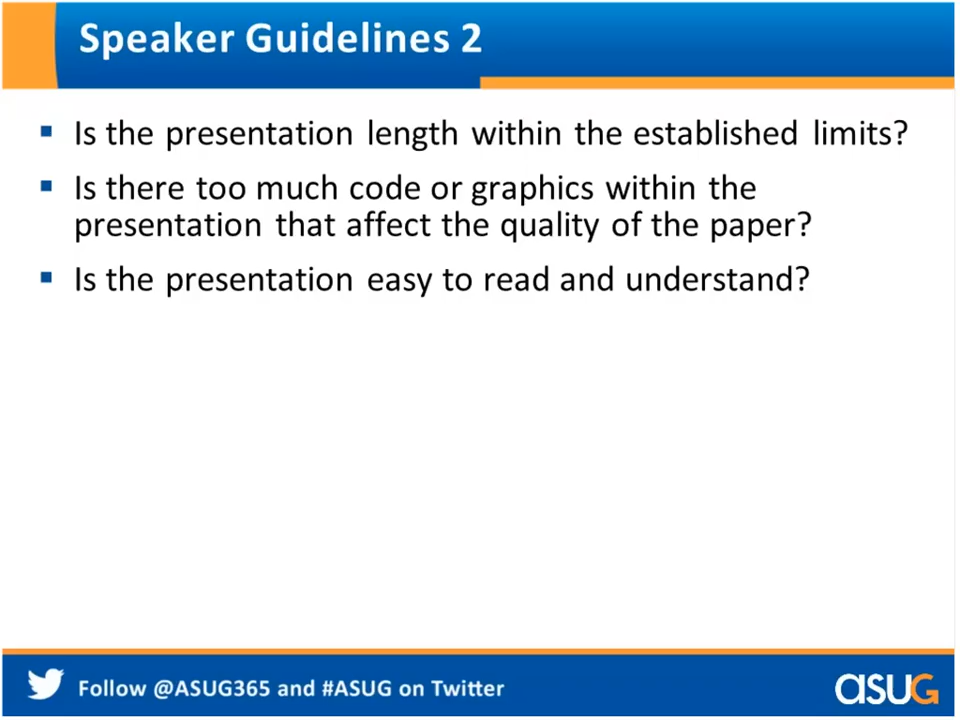 Speaker Guidelines 2
Is the presentation length within the established limits?
Is there too much code or graphics within the
presentation that affect the quality of the paper?
Is the presentation easy to read and understand?
Follow @ASUG365 and #ASUG on Twitter
asuG